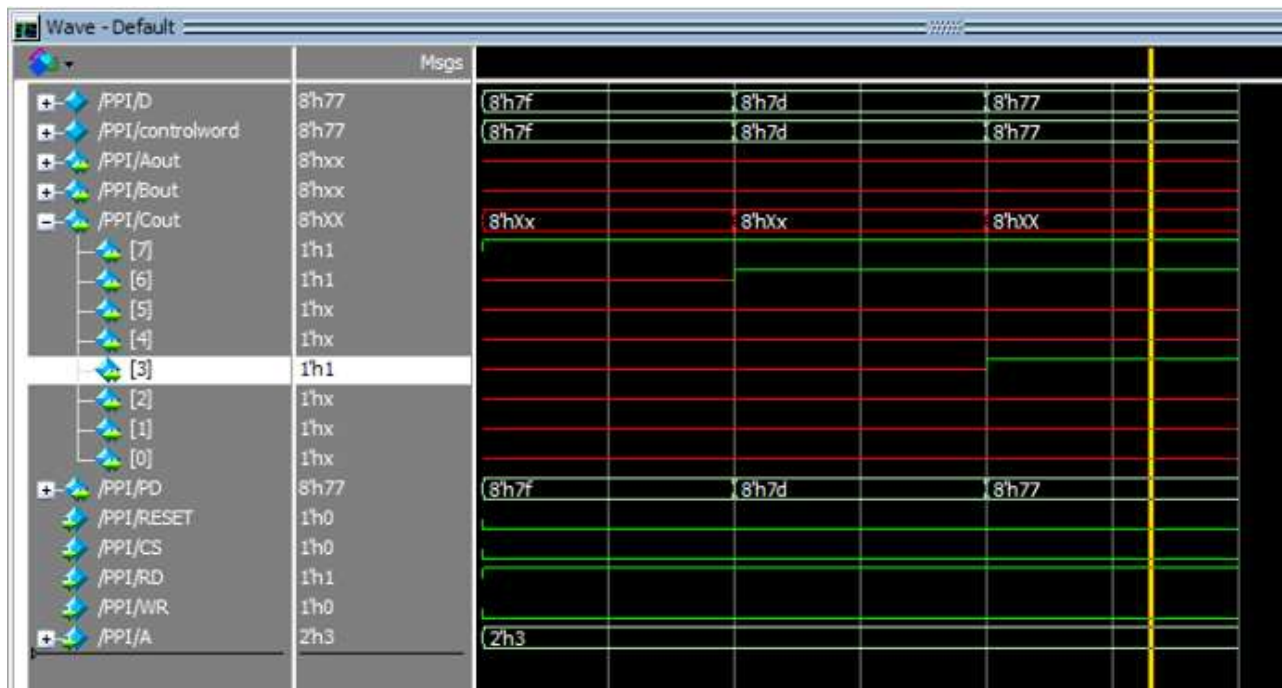 Wave - Default
Msgs
/PPI/D 8'h77 8'h7f 8'h7d 8'h77
/PPI/controlword 8'h77 8'h7f 8'h7d 8'h77
/PPI/Aout 8'hxx
/PPI/Bout 8'hxx
/PPI/Cout 8'hXX 8'hXx 8'hXx 8'hXX
[7] 1'h1
[6] 1'h1
[5] 1'hx
[4] 1'hx
[3] 1'h1
[2] 1'hx
[1] 1'hx
[0] 1'hx
/PPI/PD 8'h77 8'h7f 8'h7d 8'h77
/PPI/RESET 1'h0
/PPI/CS 1'h0
/PPI/RD 1'h1
/PPI/WR 1'h0
/PPI/A 2'h3 2'h3